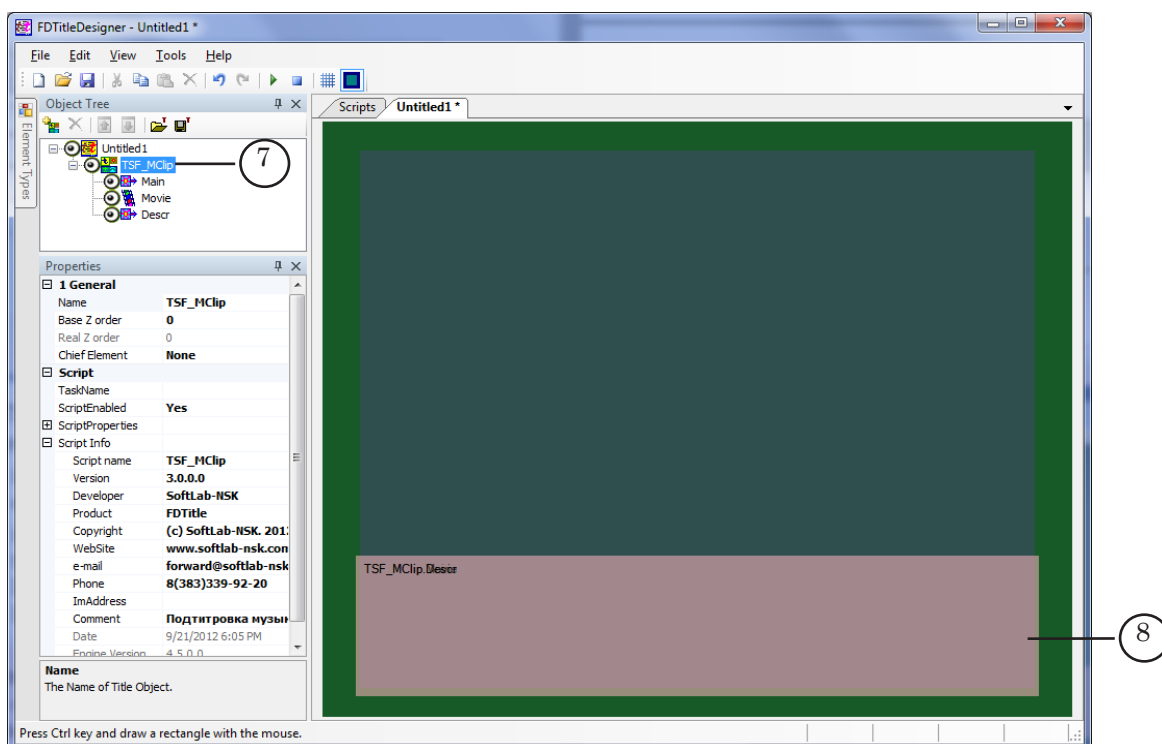 FDTitleDesigner - Untitled1 *
File Edit View Tools Help
Object Tree
Scripts Untitled1 *
Element Types
Untitled1
TSF_MClip
7
Main
Movie
Descr
Properties
1 General
Name TSF_MClip
Base Z order 0
Real Z order 0
Chief Element None
Script
TaskName
ScriptEnabled Yes
ScriptProperties
Script Info
Script name TSF_MClip
Version 3.0.0.0
Developer SoftLab-NSK
Product FDTitle
Copyright (c) SoftLab-NSK. 201
WebSite www.softlab-nsk.com
e-mail forward@softlab-nsk
Phone 8(383)339-92-20
ImAddress
Comment Подтитровка музык
Date 9/21/2012 6:05 PM
Engine Version 4.5.0.0
TSF_MClip.
8
Name
The Name of Title Object.
Press Ctrl key and draw a rectangle with the mouse.